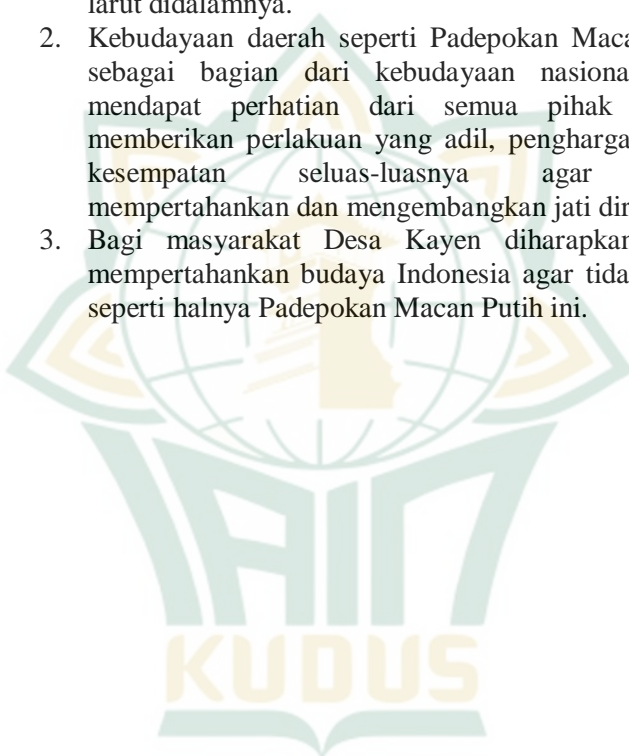 larut didalamnya.
2. Kebudayaan daerah seperti Padepokan Maca
sebagai bagian dari kebudayaan nasiona
mendapat perhatian dari semua pihak
memberikan perlakuan yang adil, pengharga
kesempatan seluas-luasnya agar
mempertahankan dan mengembangkan jati dir
3. Bagi masyarakat Desa Kayen diharapkan
mempertahankan budaya Indonesia agar tida
seperti halnya Padepokan Macan Putih ini.
IAIN
KUDUS